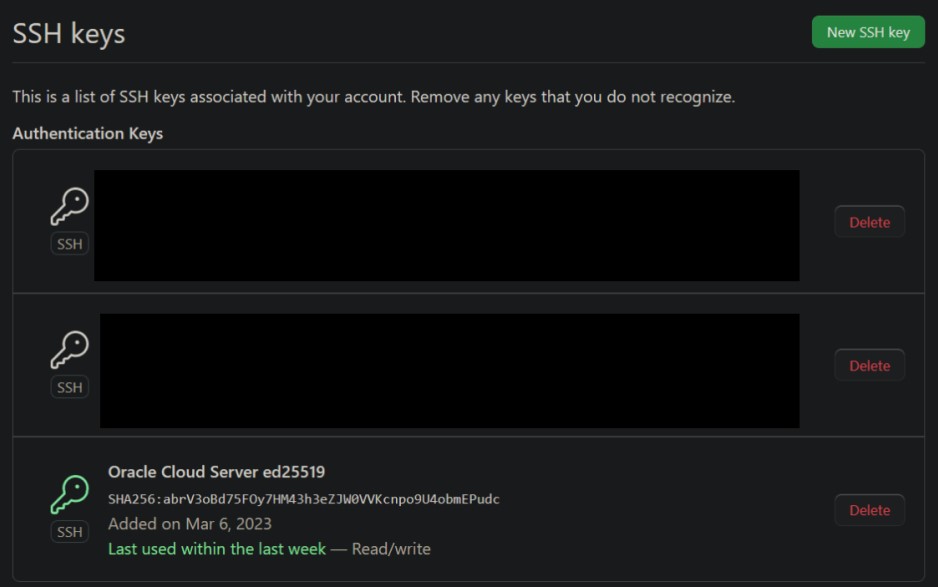 SSH keys
New SSH key
This is a list of SSH keys associated with your account. Remove any keys that you do not recognize.
Authentication Keys
SSH
Delete
SSH
Delete
Oracle Cloud Server ed25519
SHA256:abrV3oBd75FOy7HM43h3eZJW0VVKcnpo9U4obmEPudc
Added on Mar 6, 2023
Last used within the last week — Read/write
SSH
Delete